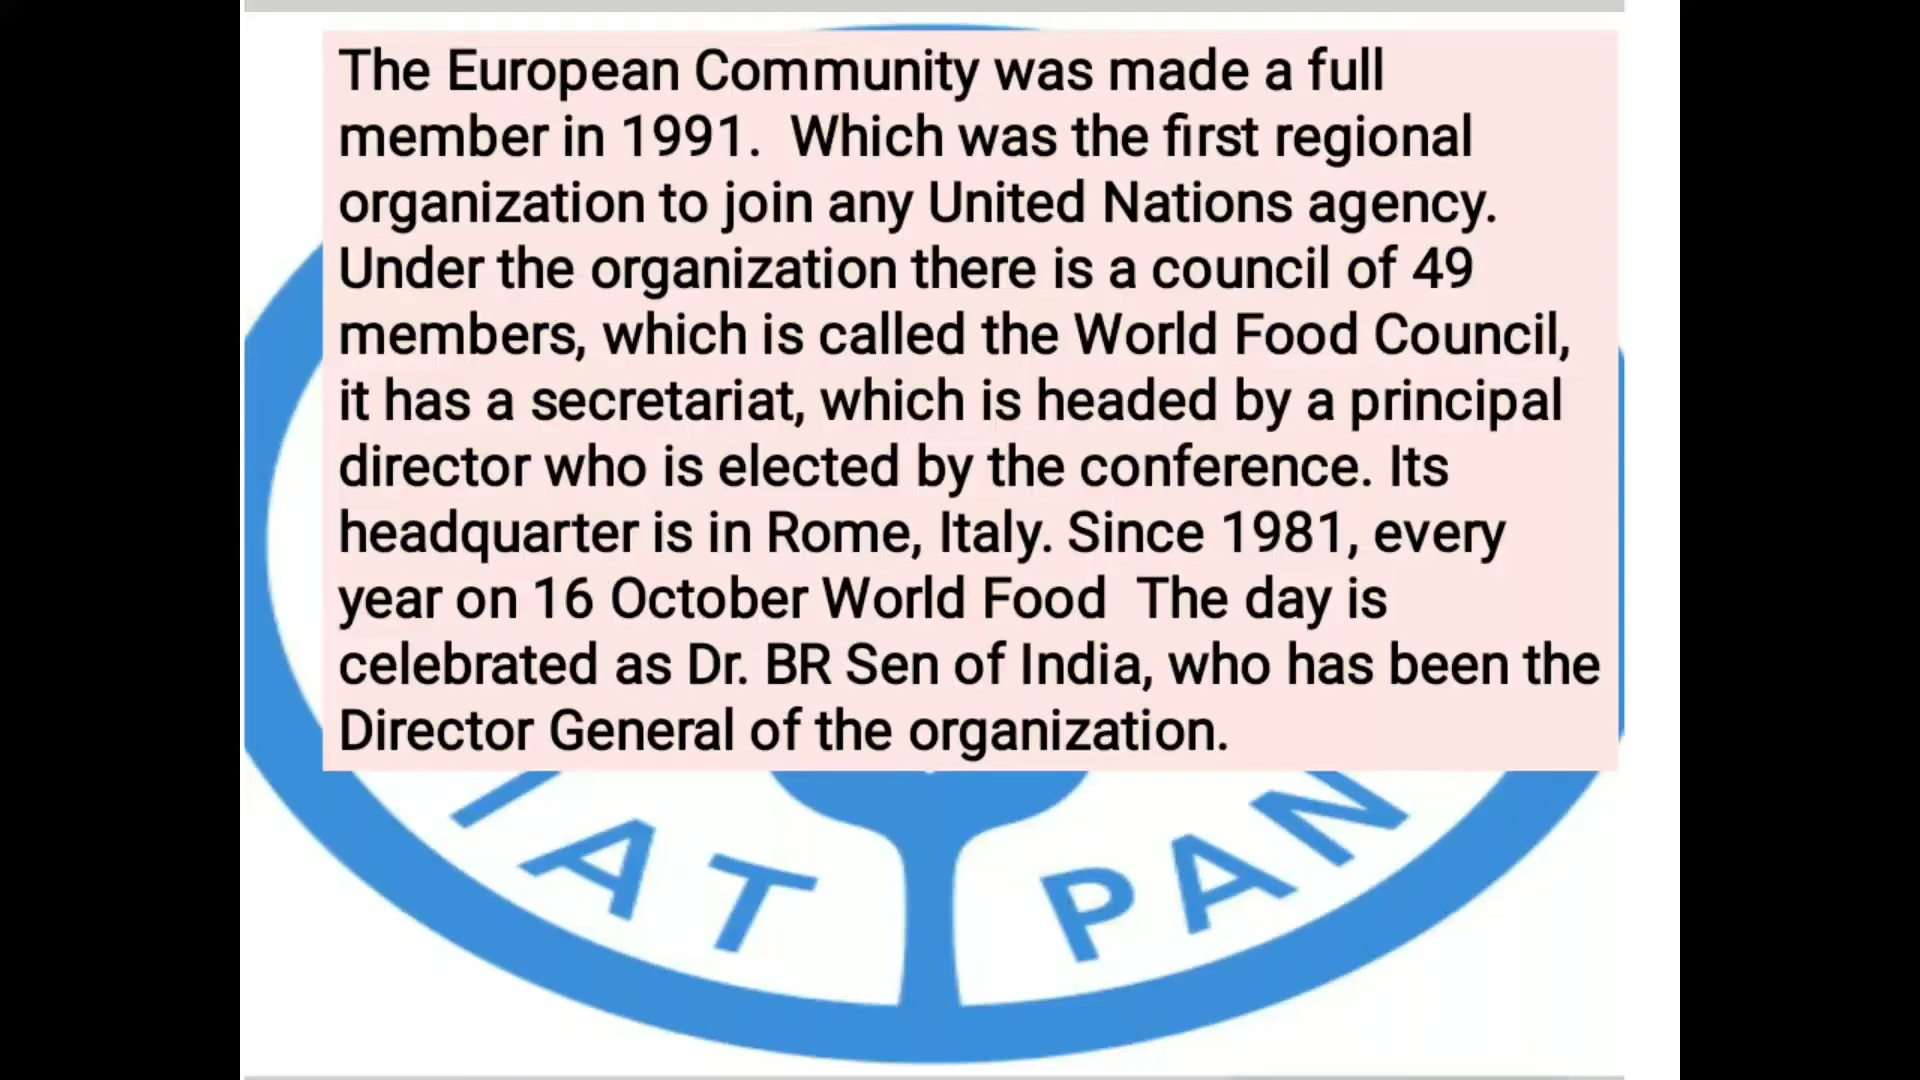 The European Community was made a full
member in 1991.  Which was the first regional
organization to join any United Nations agency.
Under the organization there is a council of 49
members, which is called the World Food Council,
it has a secretariat, which is headed by a principal
director who is elected by the conference. Its
headquarter is in Rome, Italy. Since 1981, every
year on 16 October World Food  The day is
celebrated as Dr. BR Sen of India, who has been the
Director General of the organization.
IAT PAN